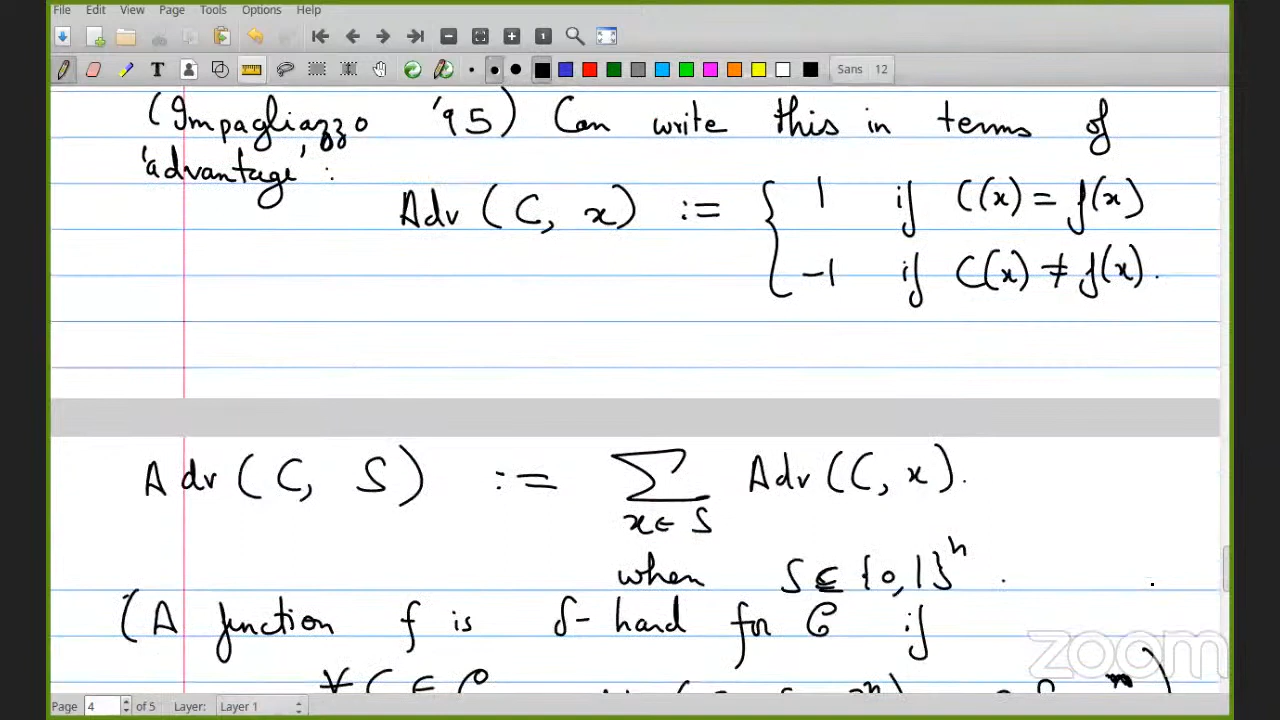 File Edit View Page Tools Options Help
Sans 12
(Impagliazzo '95) Can write this in terms of
'advantage':
Adv (C, x) := { 1 if C(x) = f(x)
-1 if C(x) ≠ f(x).
Adv (C, S) := Σ Adv (C, x).
x ∈ S
when S ⊆ {0,1}^n.
(A function f is δ-hard for C if
∀ C ∈ C
zoom
Page 4 of 5 Layer: Layer 1